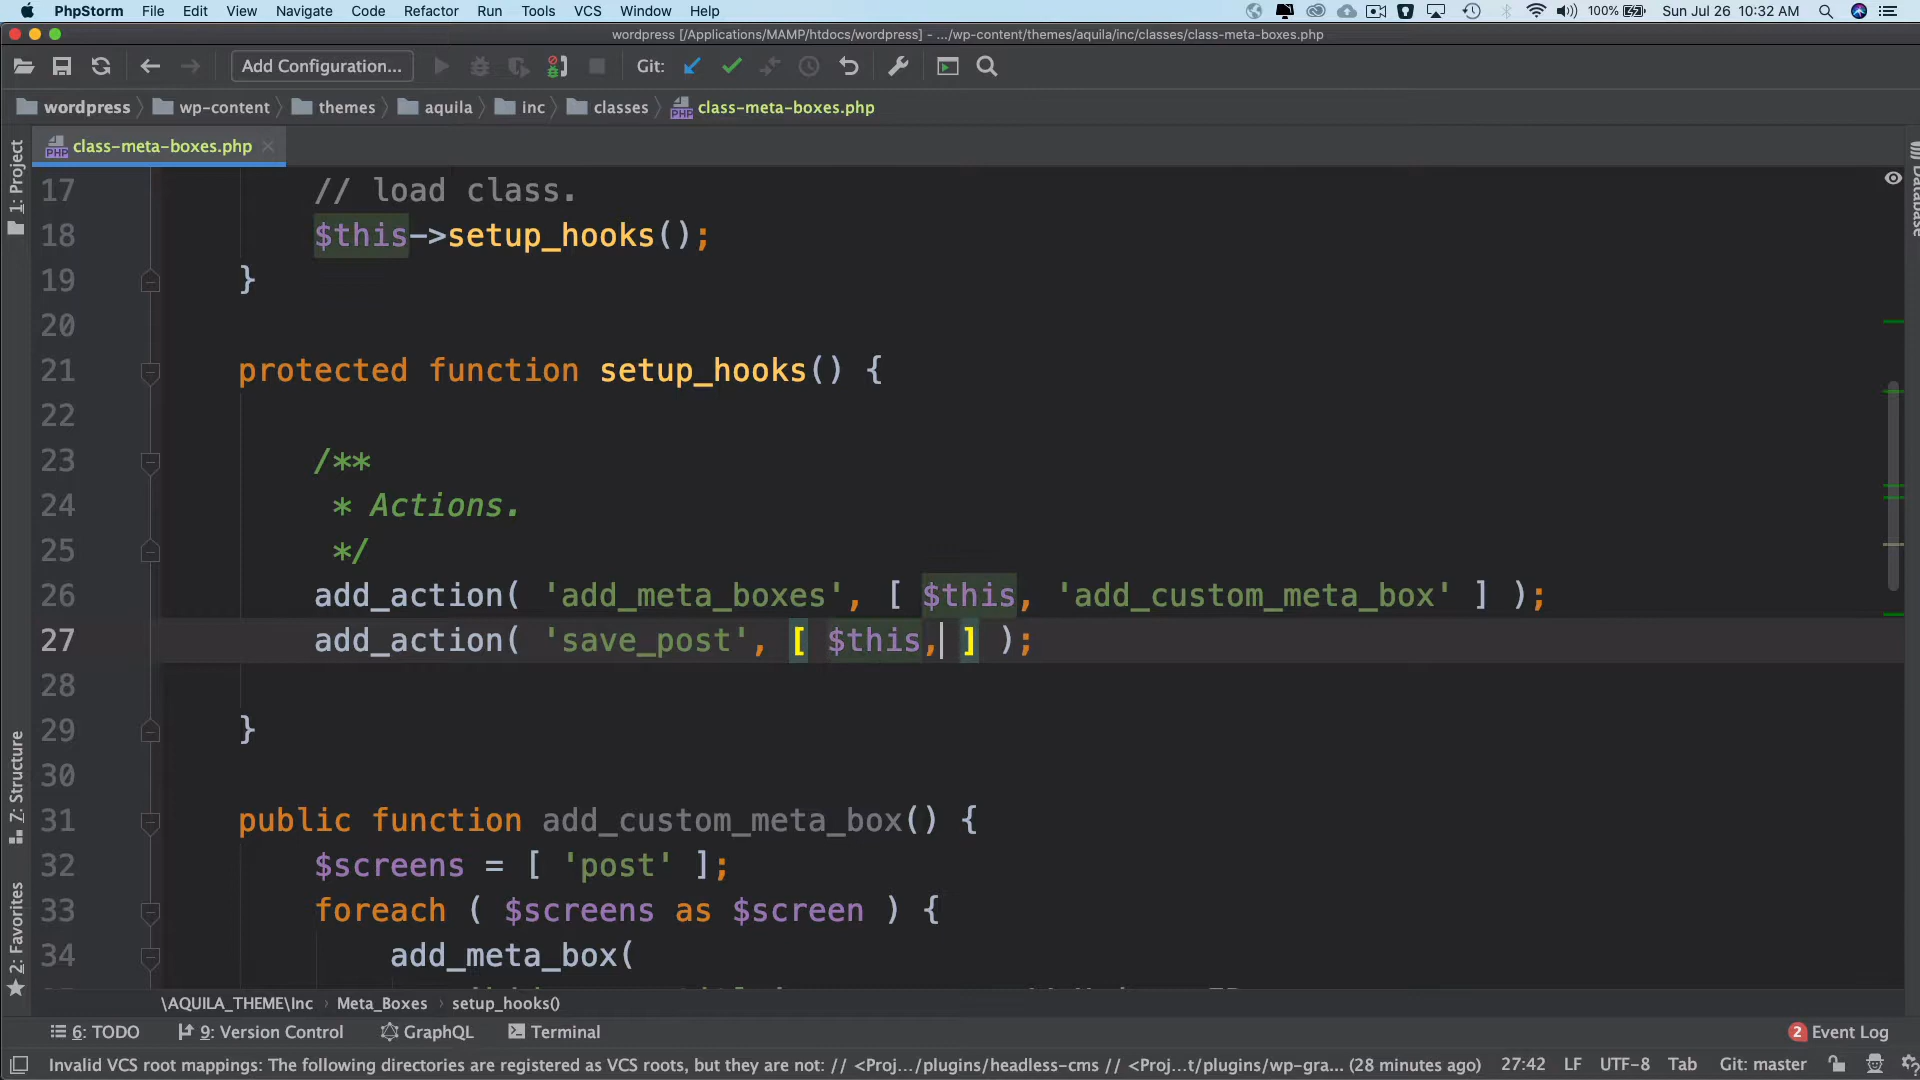 PhpStorm File Edit View Navigate Code Refactor Run Tools VCS Window Help 100% Sun Jul 26 10:32 AM
wordpress [/Applications/MAMP/htdocs/wordpress] - .../wp-content/themes/aquila/inc/classes/class-meta-boxes.php
Add Configuration... Git:
wordpress wp-content themes aquila inc classes class-meta-boxes.php
class-meta-boxes.php
1: Project
Database
Z: Structure
2: Favorites
17 // load class.
18 $this->setup_hooks();
19 }
20
21 protected function setup_hooks() {
22
23 /**
24 * Actions.
25 */
26 add_action( 'add_meta_boxes', [ $this, 'add_custom_meta_box' ] );
27 add_action( 'save_post', [ $this, ] );
28
29 }
30
31 public function add_custom_meta_box() {
32 $screens = [ 'post' ];
33 foreach ( $screens as $screen ) {
34 add_meta_box(
\AQUILA_THEME\Inc Meta_Boxes setup_hooks()
6: TODO 9: Version Control GraphQL Terminal 2 Event Log
Invalid VCS root mappings: The following directories are registered as VCS roots, but they are not: // <Proj.../plugins/headless-cms // <Proj...t/plugins/wp-gra... (28 minutes ago) 27:42 LF UTF-8 Tab Git: master